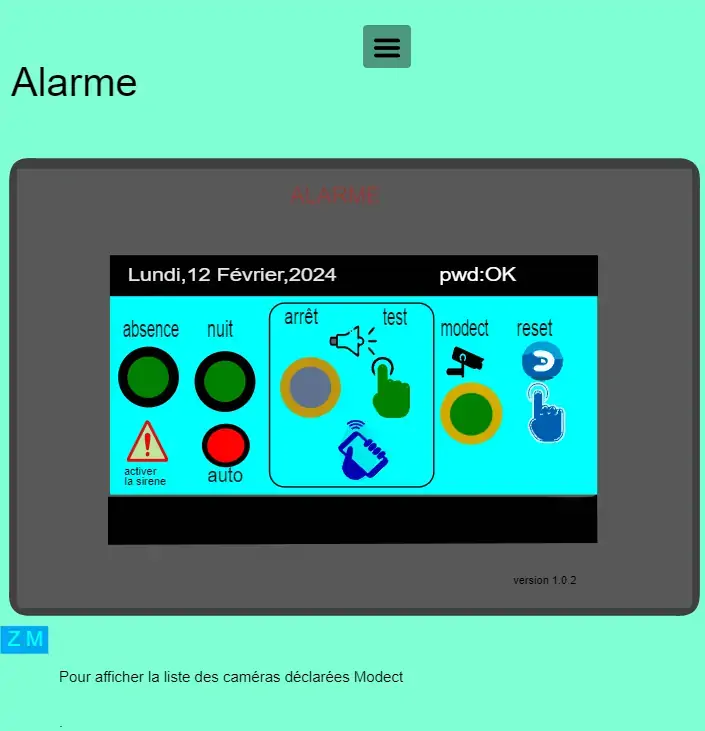 Alarme
ALARME
Lundi,12 Février,2024 pwd:OK
absence nuit arrêt test modect reset
activer
la sirene
auto
version 1.0.2
Z M
Pour afficher la liste des caméras déclarées Modect
.